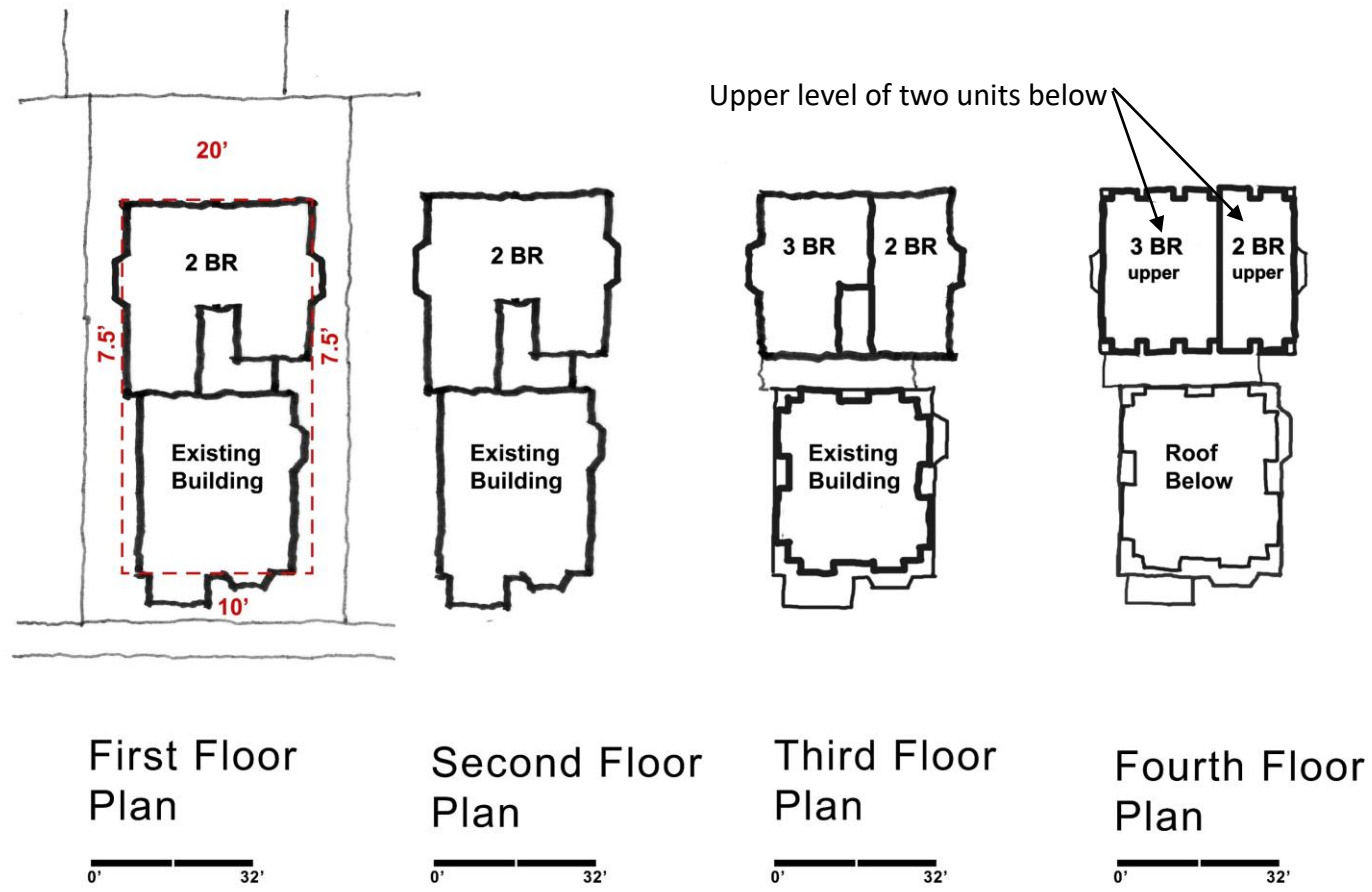 Upper level of two units below
20’
2 BR
7.5’
7.5’
Existing
Building
10’
2 BR
Existing
Building
3 BR
2 BR
Existing
Building
3 BR
upper
2 BR
upper
Roof
Below
First Floor
Plan
0’
32’
Second Floor
Plan
0’
32’
Third Floor
Plan
0’
32’
Fourth Floor
Plan
0’
32’